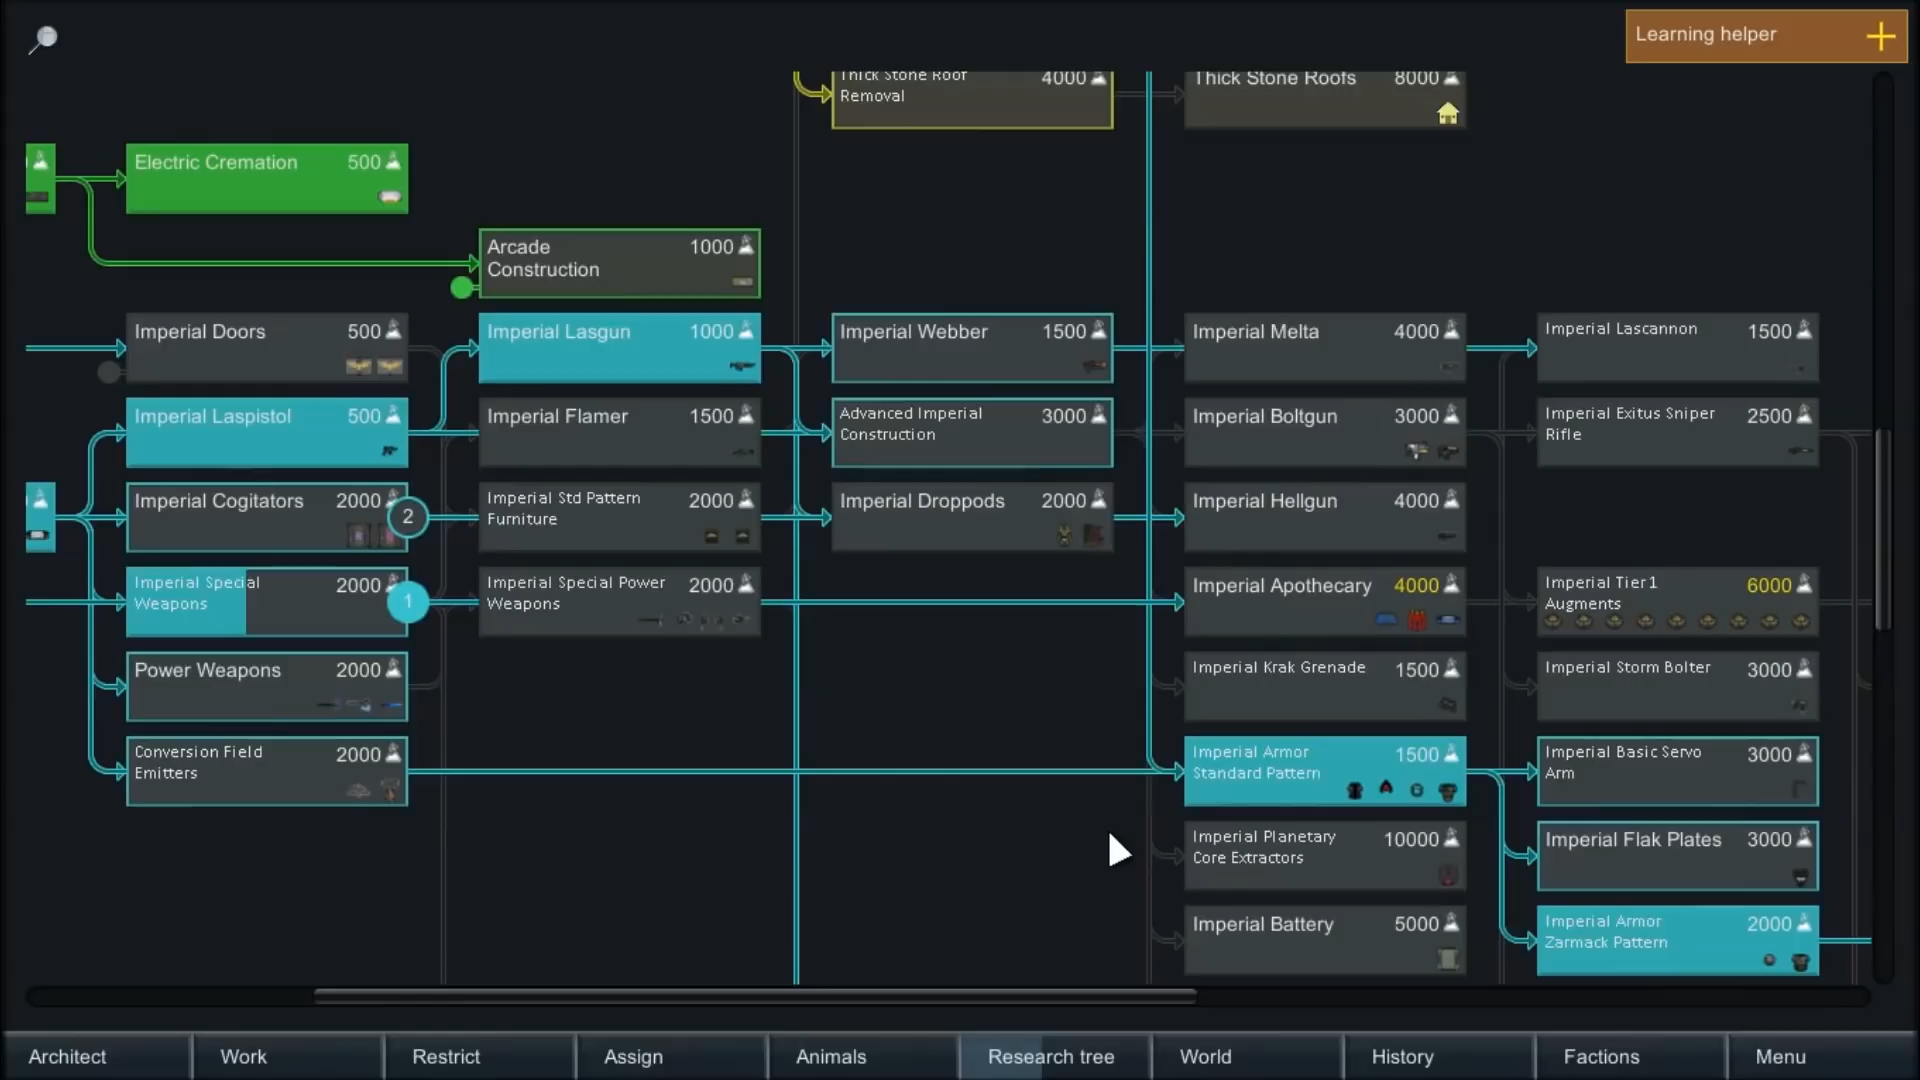 Learning helper
Thick Stone Roof 4000
Removal
Thick Stone Roofs 8000
Electric Cremation 500
Arcade 1000
Construction
Imperial Doors 500
Imperial Lasgun 1000
Imperial Webber 1500
Imperial Melta 4000
Imperial Lascannon 1500
Imperial Laspistol 500
Imperial Flamer 1500
Advanced Imperial 3000
Construction
Imperial Boltgun 3000
Imperial Exitus Sniper 2500
Rifle
Imperial Cogitators 2000
2
Imperial Std Pattern 2000
Furniture
Imperial Droppods 2000
Imperial Hellgun 4000
Imperial Special 2000
Weapons
1
Imperial Special Power 2000
Weapons
Imperial Apothecary 4000
Imperial Tier1 6000
Augments
Power Weapons 2000
Imperial Krak Grenade 1500
Imperial Storm Bolter 3000
Conversion Field 2000
Emitters
Imperial Armor 1500
Standard Pattern
Imperial Basic Servo 3000
Arm
Imperial Planetary 10000
Core Extractors
Imperial Flak Plates 3000
Imperial Battery 5000
Imperial Armor 2000
Zarmack Pattern
Architect Work Restrict Assign Animals Research tree World History Factions Menu